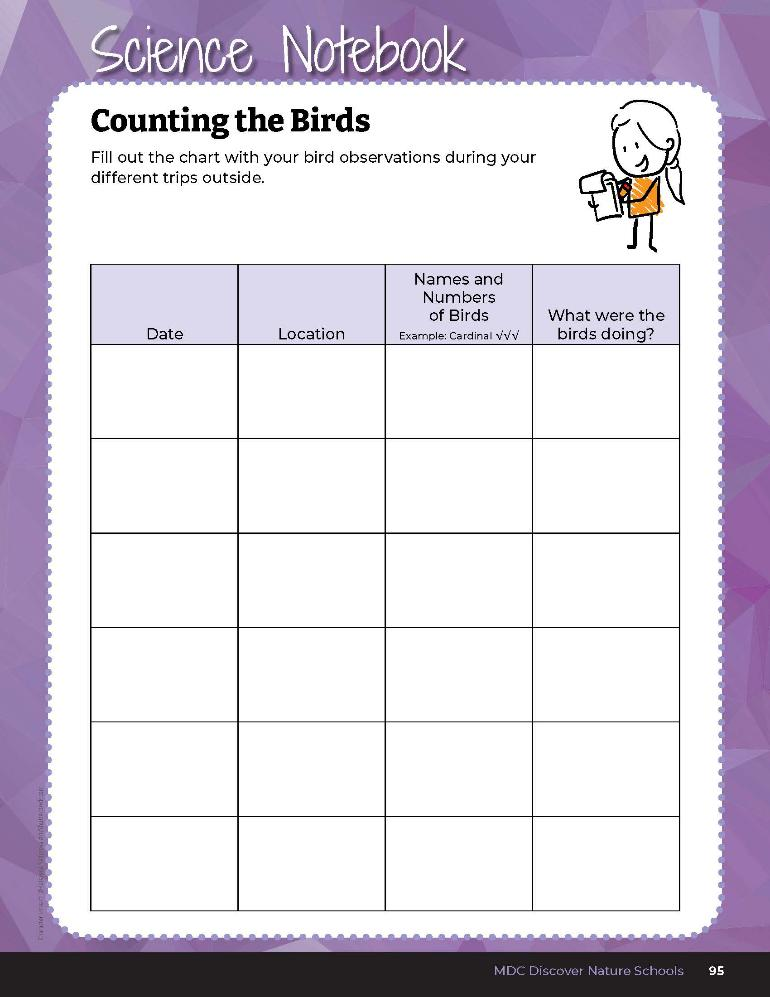 Science Notebook
Counting the Birds
Fill out the chart with your bird observations during your
different trips outside.
Date
Location
Names and
Numbers
of Birds
Example: Cardinal √√√
What were the
birds doing?
MDC Discover Nature Schools 95